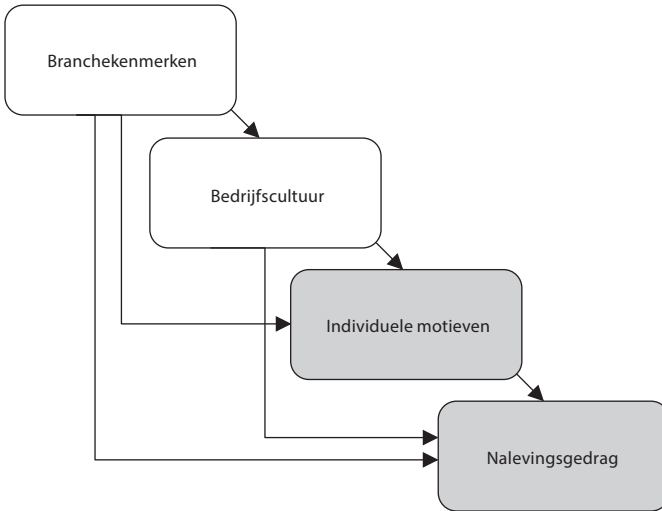 Branchekenmerken
Bedrijfscultuur
Individuele motieven
Nalevingsgedrag